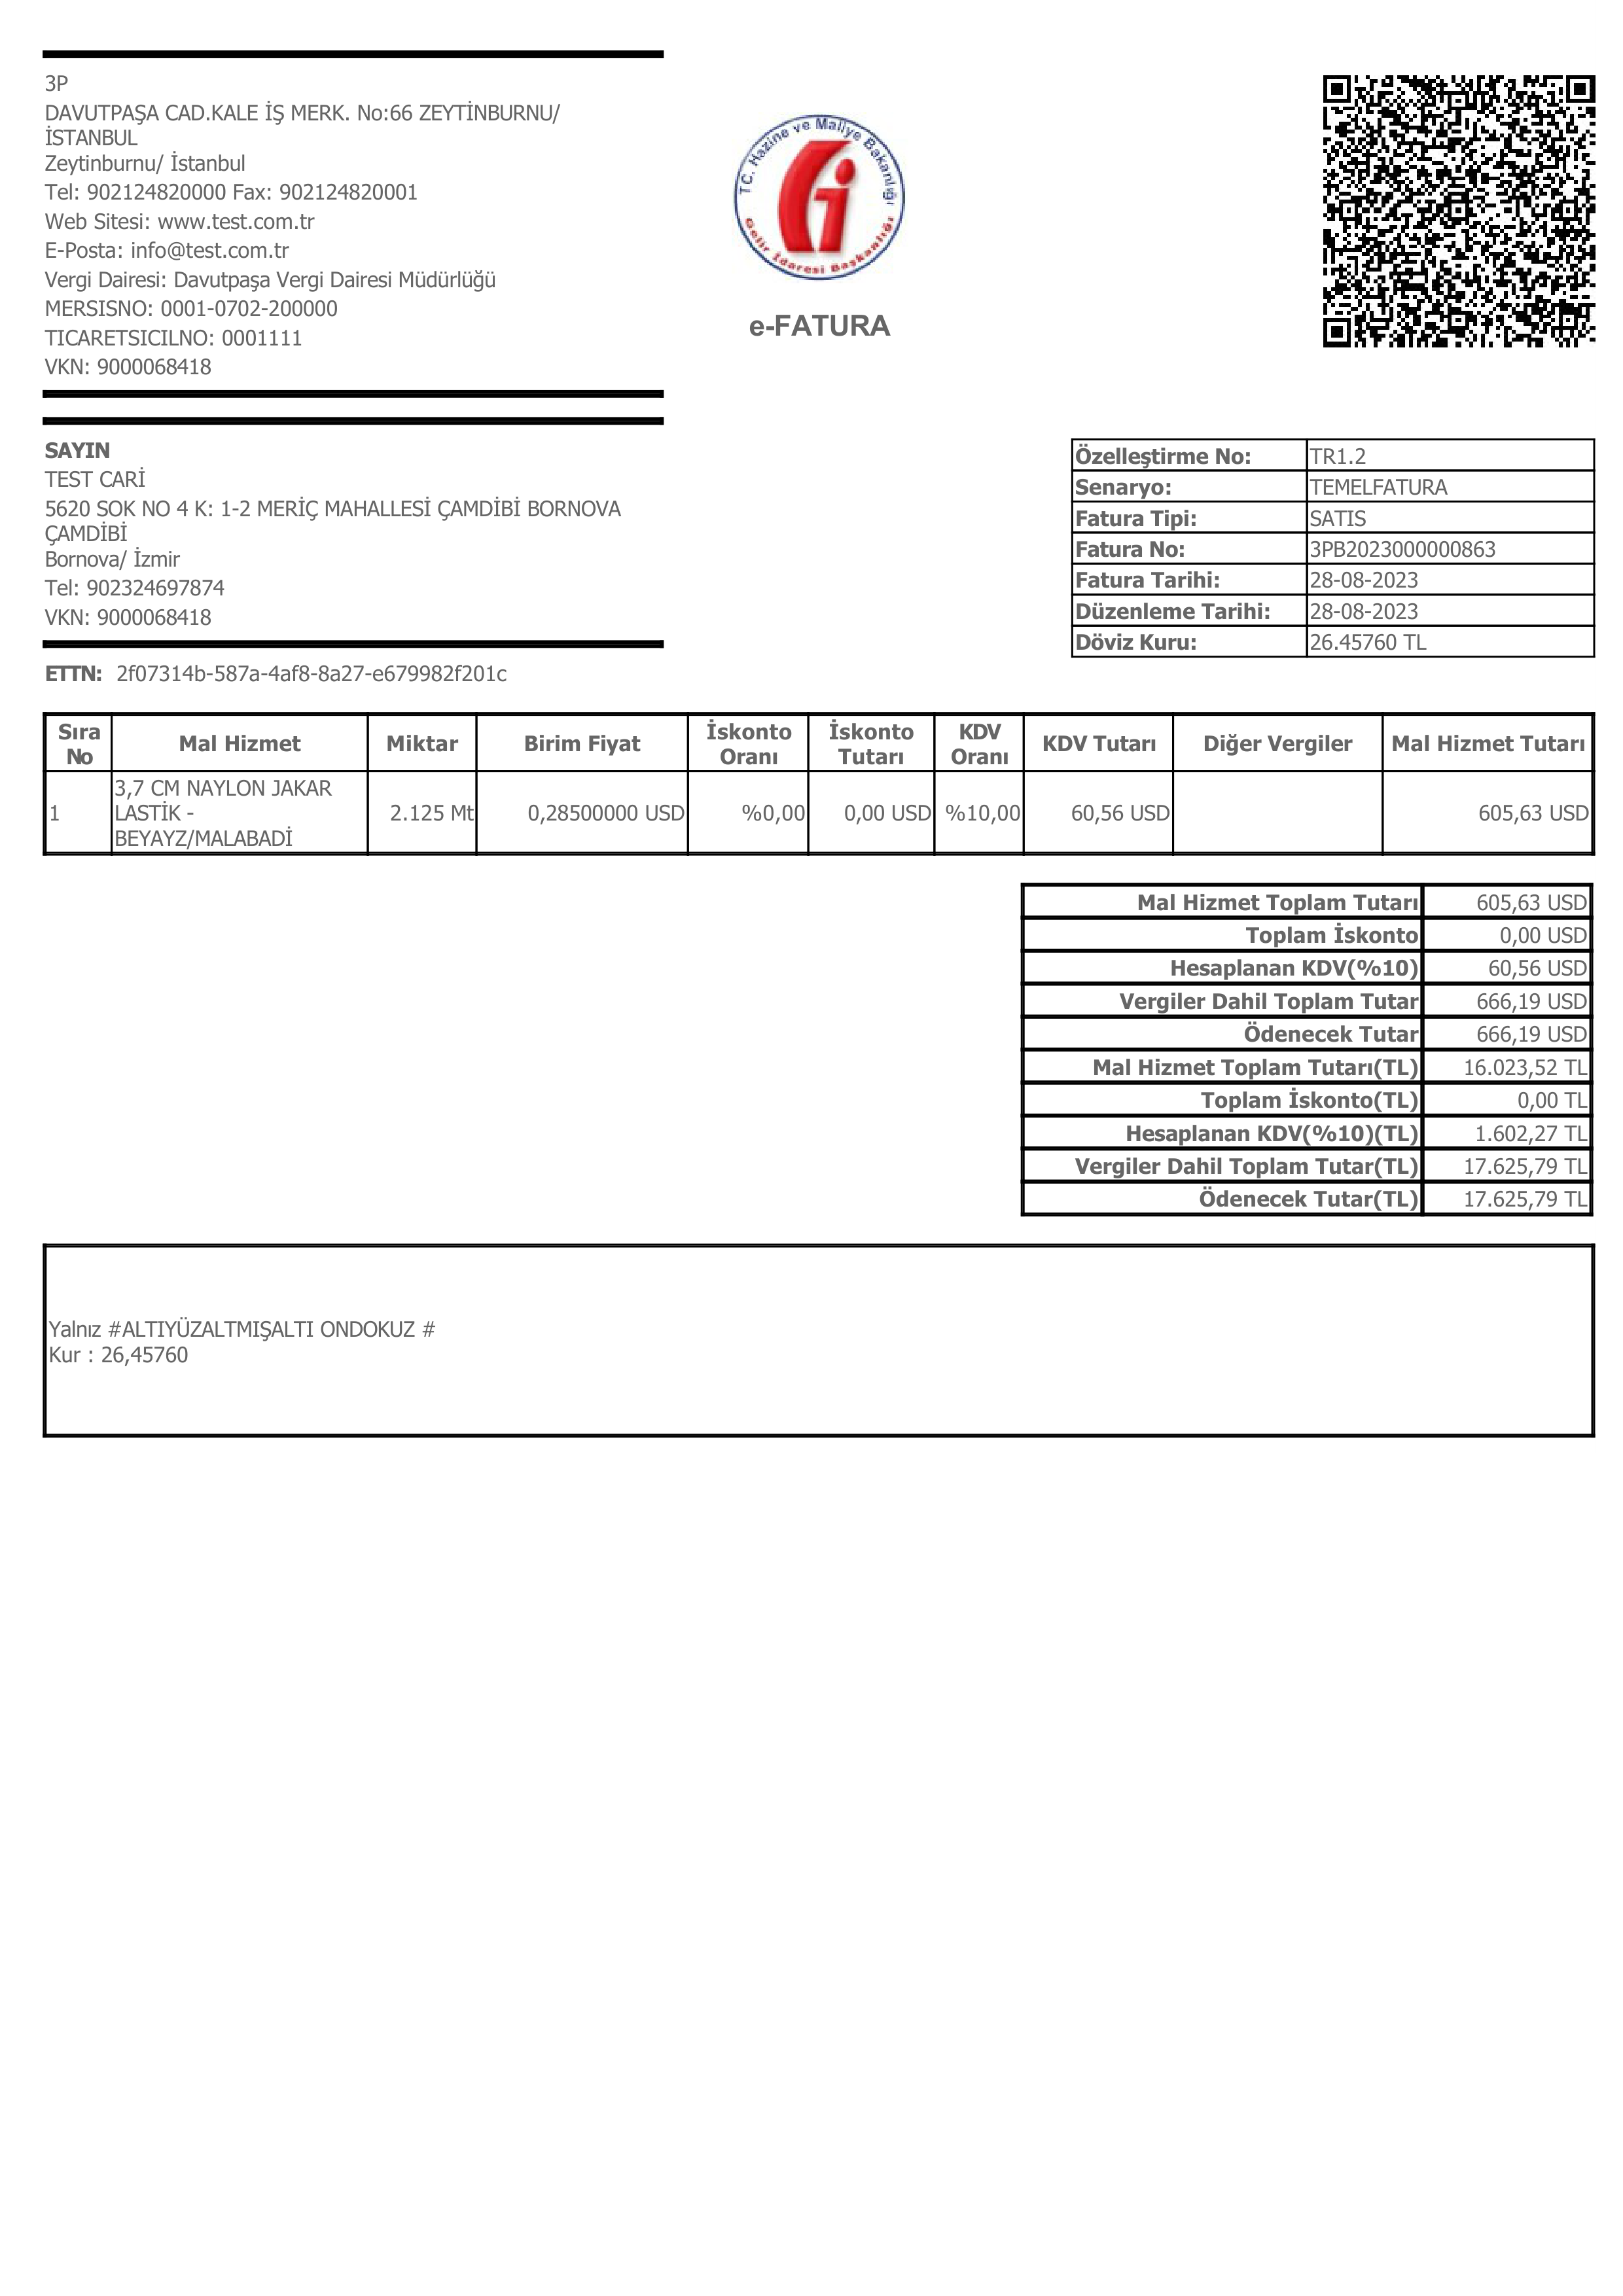 3P
DAVUTPAŞA CAD.KALE İŞ MERK. No:66 ZEYTİNBURNU/
İSTANBUL
Zeytinburnu/ İstanbul
Tel: 902124820000 Fax: 902124820001
Web Sitesi: www.test.com.tr
E-Posta: info@test.com.tr
Vergi Dairesi: Davutpaşa Vergi Dairesi Müdürlüğü
MERSISNO: 0001-0702-200000
TICARETSICILNO: 0001111
VKN: 9000068418
T.C. Hazine ve Maliye Bakanlığı
Gelir İdaresi Başkanlığı
e-FATURA
SAYIN
TEST CARİ
5620 SOK NO 4 K: 1-2 MERİÇ MAHALLESİ ÇAMDİBİ BORNOVA
ÇAMDİBİ
Bornova/ İzmir
Tel: 902324697874
VKN: 9000068418
Özelleştirme No: TR1.2
Senaryo: TEMELFATURA
Fatura Tipi: SATIS
Fatura No: 3PB2023000000863
Fatura Tarihi: 28-08-2023
Düzenleme Tarihi: 28-08-2023
Döviz Kuru: 26.45760 TL
ETTN: 2f07314b-587a-4af8-8a27-e679982f201c
Sıra No Mal Hizmet Miktar Birim Fiyat İskonto Oranı İskonto Tutarı KDV Oranı KDV Tutarı Diğer Vergiler Mal Hizmet Tutarı
1 3,7 CM NAYLON JAKAR LASTİK - BEYAYZ/MALABADİ 2.125 Mt 0,28500000 USD %0,00 0,00 USD %10,00 60,56 USD 605,63 USD
Mal Hizmet Toplam Tutarı 605,63 USD
Toplam İskonto 0,00 USD
Hesaplanan KDV(%10) 60,56 USD
Vergiler Dahil Toplam Tutar 666,19 USD
Ödenecek Tutar 666,19 USD
Mal Hizmet Toplam Tutarı(TL) 16.023,52 TL
Toplam İskonto(TL) 0,00 TL
Hesaplanan KDV(%10)(TL) 1.602,27 TL
Vergiler Dahil Toplam Tutar(TL) 17.625,79 TL
Ödenecek Tutar(TL) 17.625,79 TL
Yalnız #ALTIYÜZALTMIŞALTI ONDOKUZ #
Kur : 26,45760